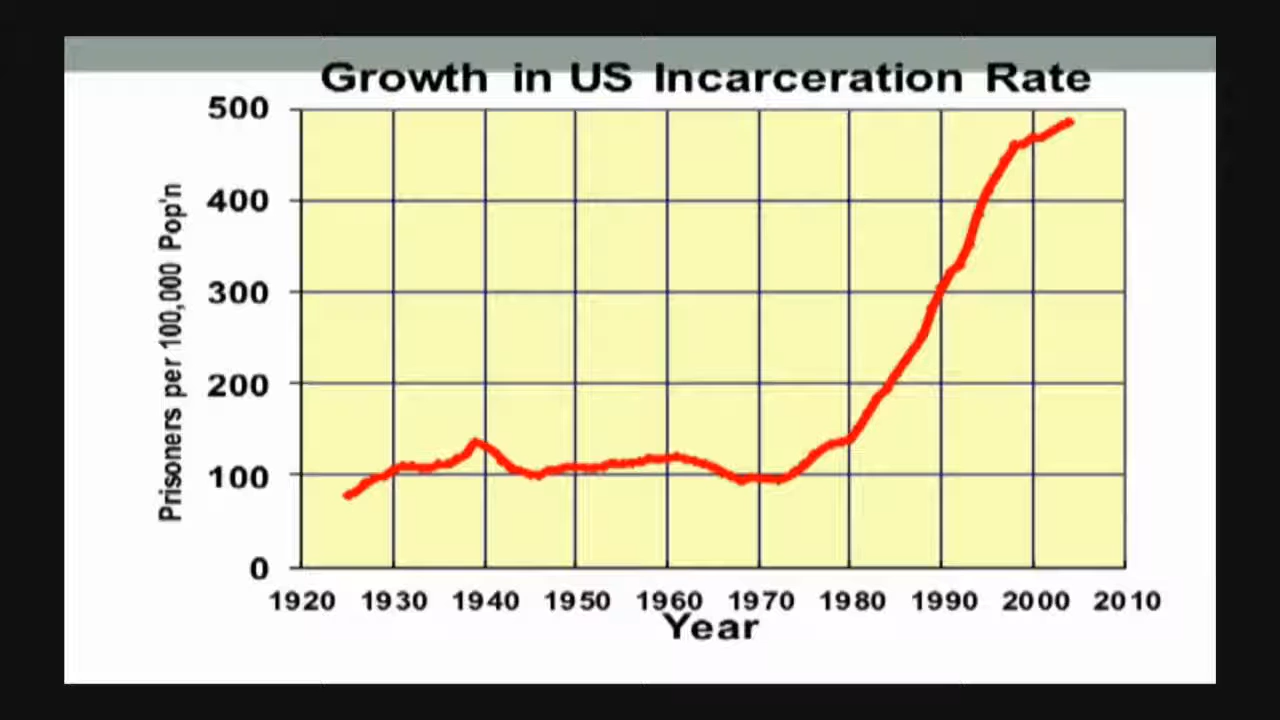 Growth in US Incarceration Rate
Prisoners per 100,000 Pop'n
500
400
300
200
100
0
1920 1930 1940 1950 1960 1970 1980 1990 2000 2010
Year